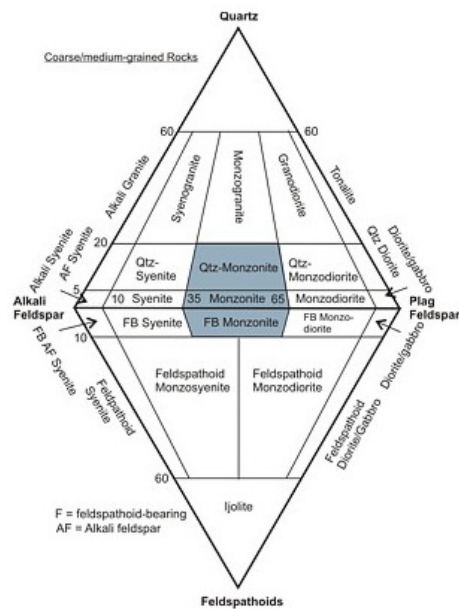 Quartz
Coarse/medium-grained Rocks
60
60
Alkali Granite
Syenogranite
Monzogranite
Granodiorite
Tonalite
20
Alkali Syenite
AF Syenite
Qtz-
Syenite
Qtz-Monzonite
Qtz-
Monzodiorite
Qtz Diorite
Diorite/gabbro
5
Alkali
Feldspar
10
Syenite
35
Monzonite
65
Monzodiorite
Plag
Feldspar
FB Syenite
FB Monzonite
FB Monzo-
diorite
10
FB AF Syenite
Feldspathoid
Syenite
Feldspathoid
Monzosyenite
Feldspathoid
Monzodiorite
Diorite/gabbro
Feldspathoid
Diorite/Gabbro
60
Ijolite
F = feldspathoid-bearing
AF = Alkali feldspar
Feldspathoids